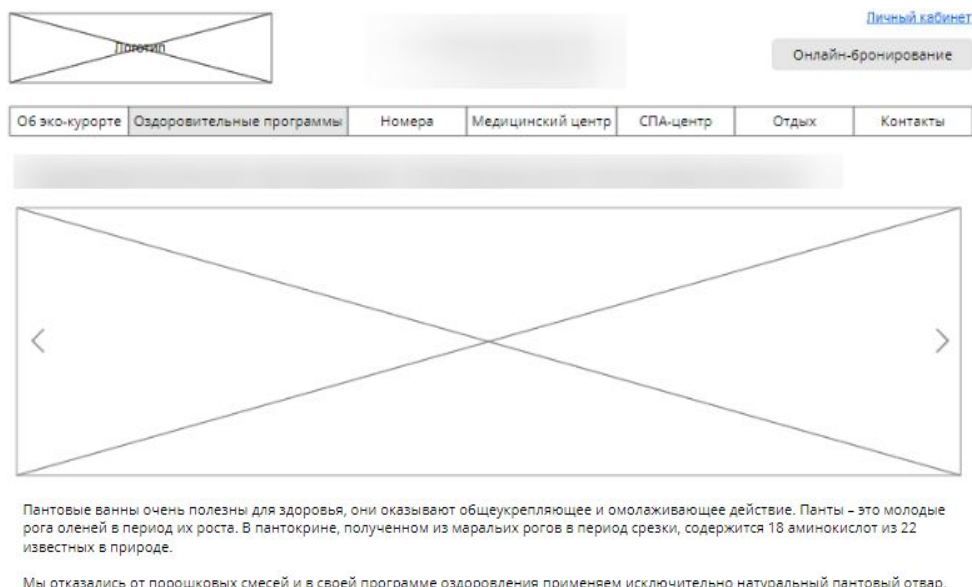 Личный кабинет
Логотип
Онлайн-бронирование
Об эко-курорте Оздоровительные программы Номера Медицинский центр СПА-центр Отдых Контакты
Пантовые ванны очень полезны для здоровья, они оказывают общеукрепляющее и омолаживающее действие. Панты – это молодые
рога оленей в период их роста. В пантокрине, полученном из маральих рогов в период срезки, содержится 18 аминокислот из 22
известных в природе.
Мы отказались от порошковых смесей и в своей программе оздоровления применяем исключительно натуральный пантовый отвар.